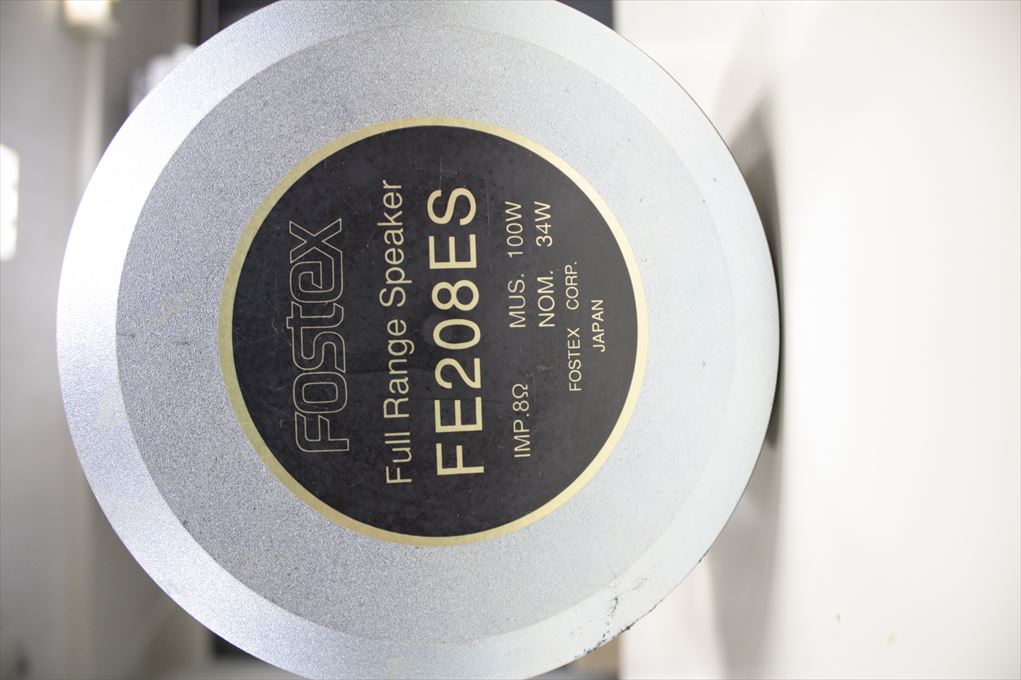 FOSTEX
Full Range Speaker
FE208ES
IMP.8Ω MUS. 100W
NOM. 34W
FOSTEX CORP.
JAPAN